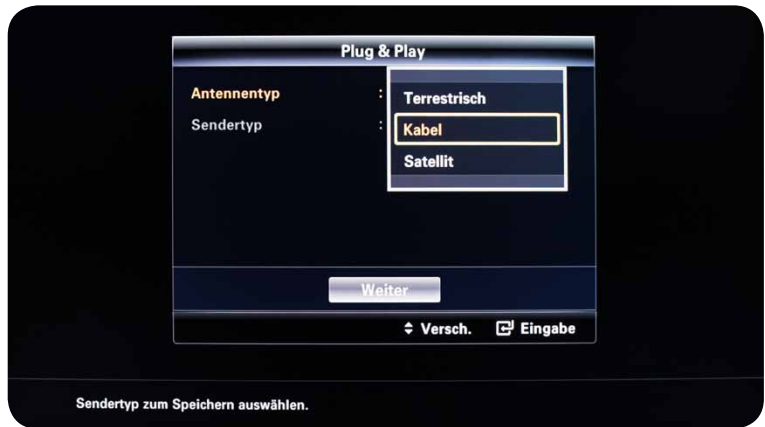 Plug & Play
Antennentyp :
Terrestrisch
Sendertyp :
Kabel
Satellit
Weiter
Versch. Eingabe
Sendertyp zum Speichern auswählen.